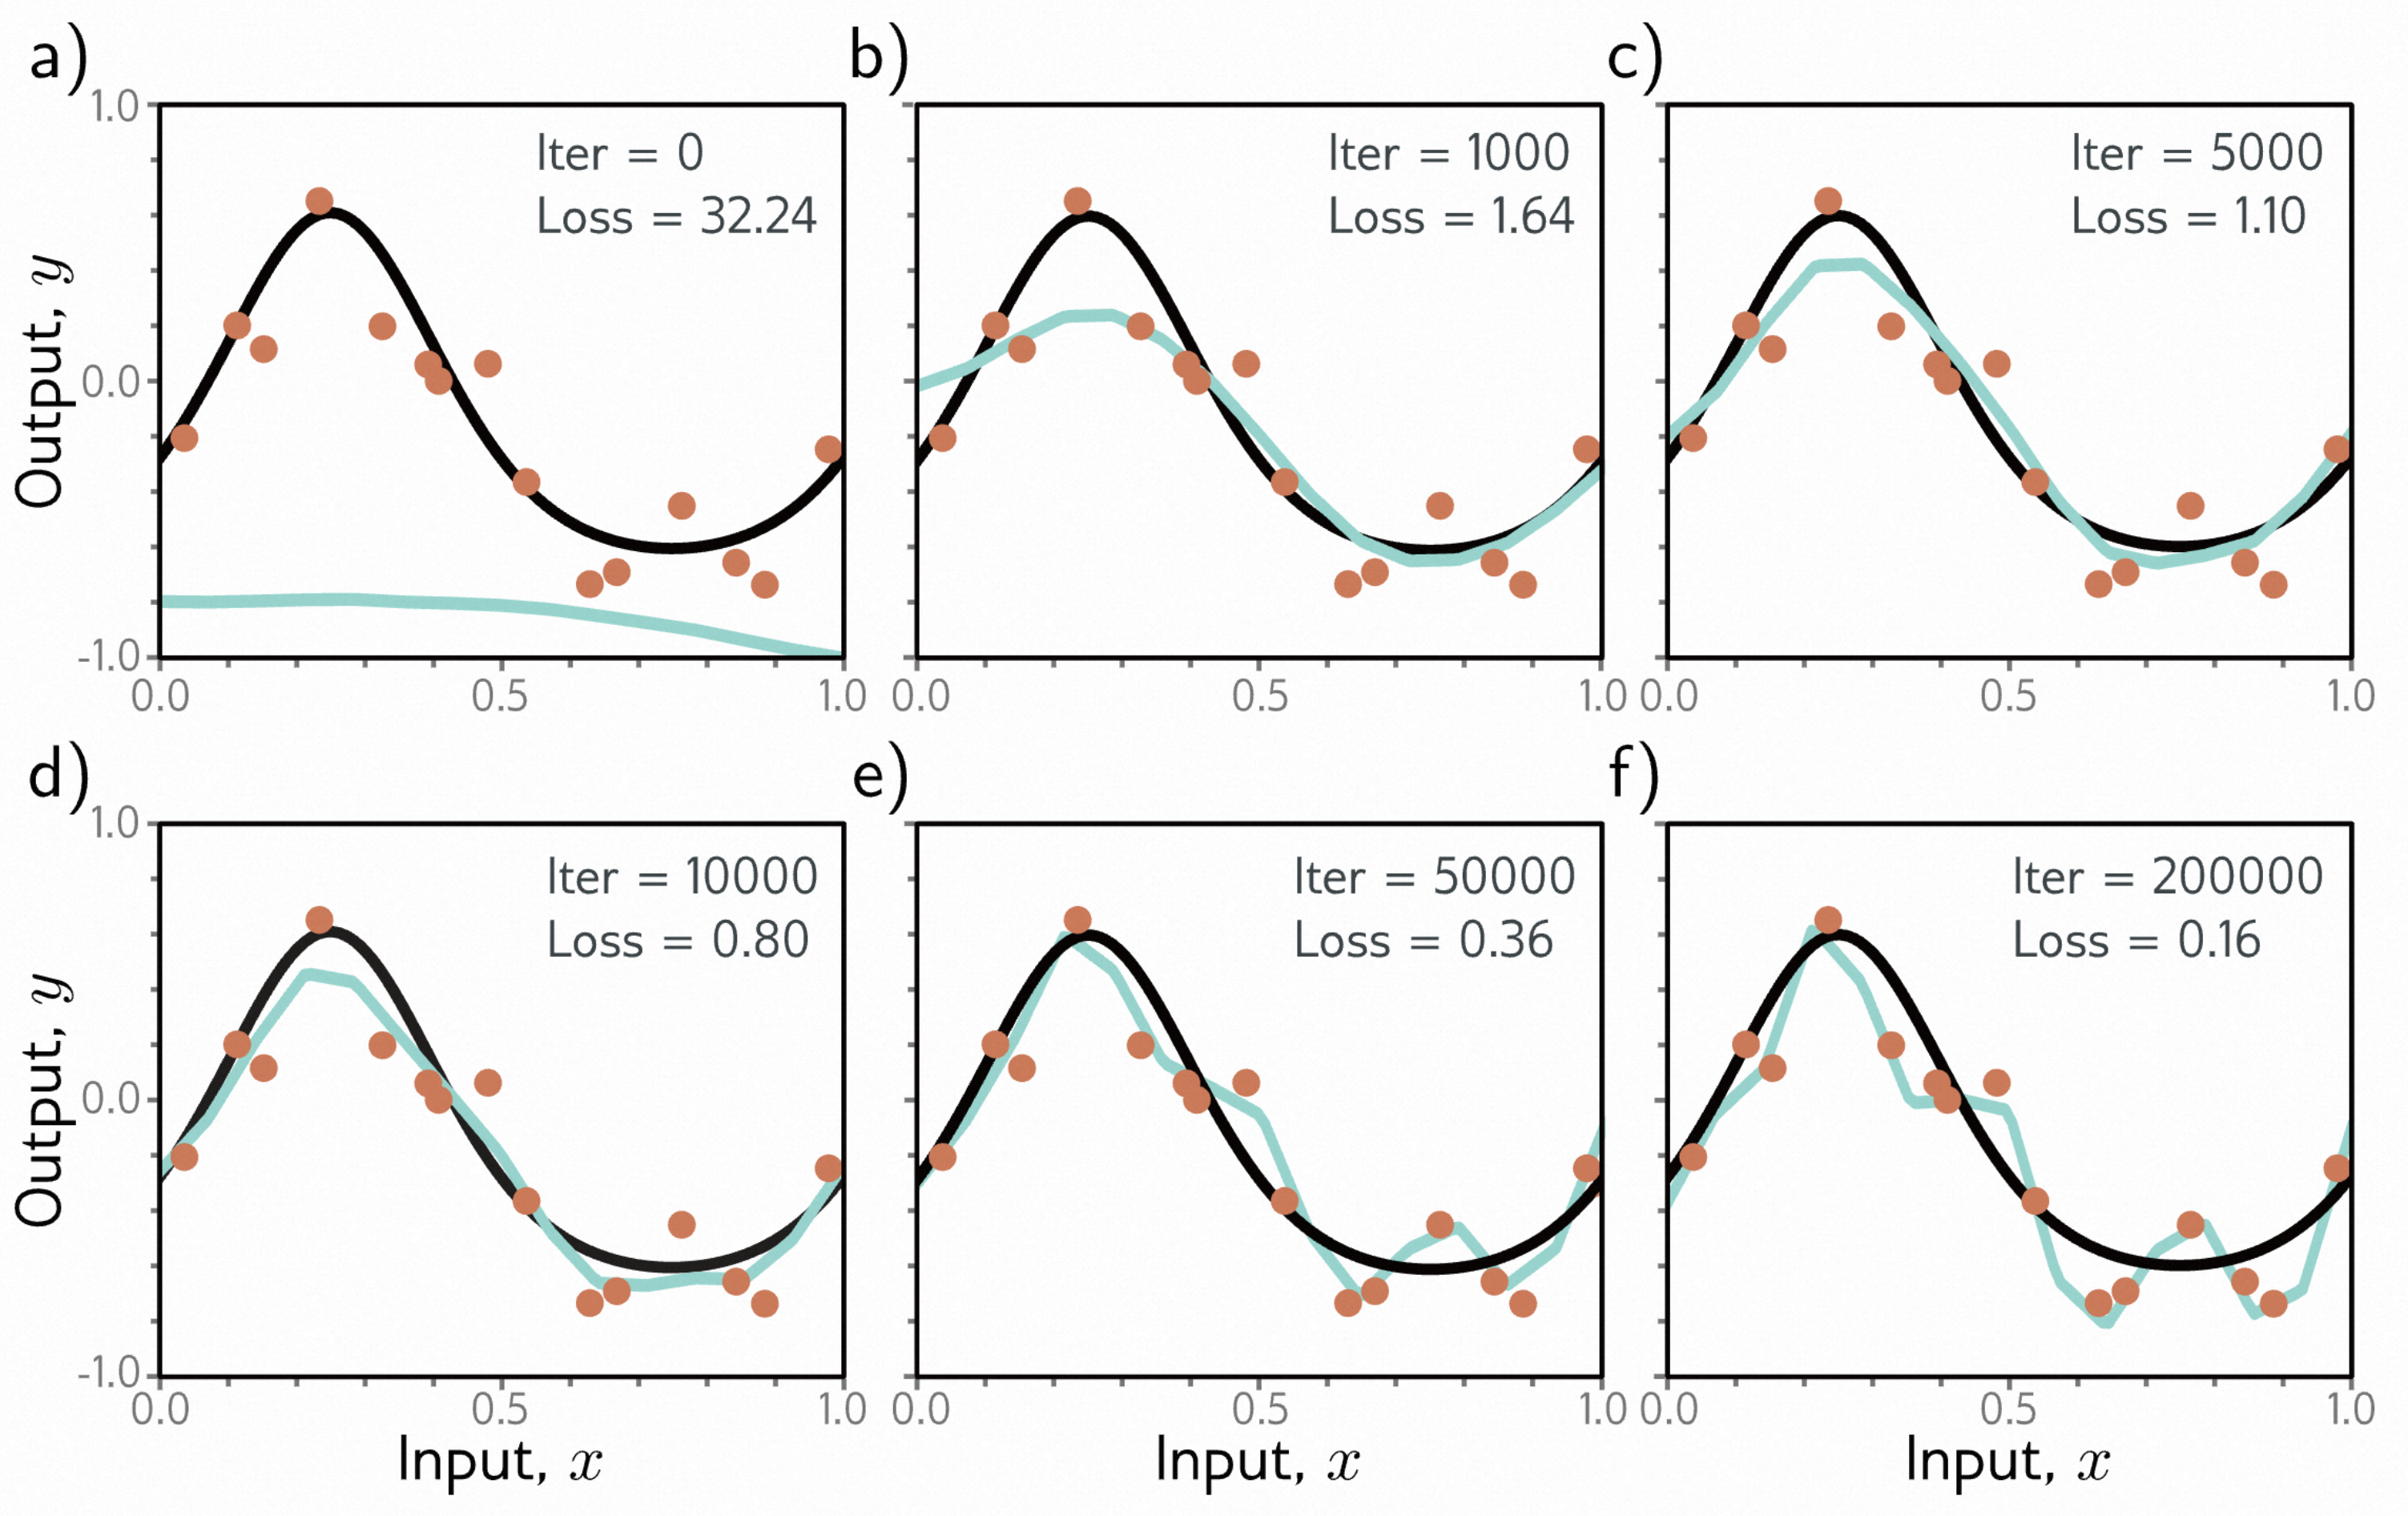 a)
b)
c)
1.0
Iter = 0
Loss = 32.24
Iter = 1000
Loss = 1.64
Iter = 5000
Loss = 1.10
Output, y
0.0
-1.0
0.0 0.5 1.0
0.0 0.5 1.0
0.0 0.5 1.0
d)
e)
f)
1.0
Iter = 10000
Loss = 0.80
Iter = 50000
Loss = 0.36
Iter = 200000
Loss = 0.16
Output, y
0.0
-1.0
0.0 0.5 1.0
0.0 0.5 1.0
0.0 0.5 1.0
Input, x
Input, x
Input, x